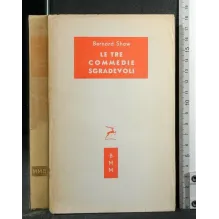 Bernard Shaw
LE TRE
COMMEDIE
SGRADEVOLI
B
M
M